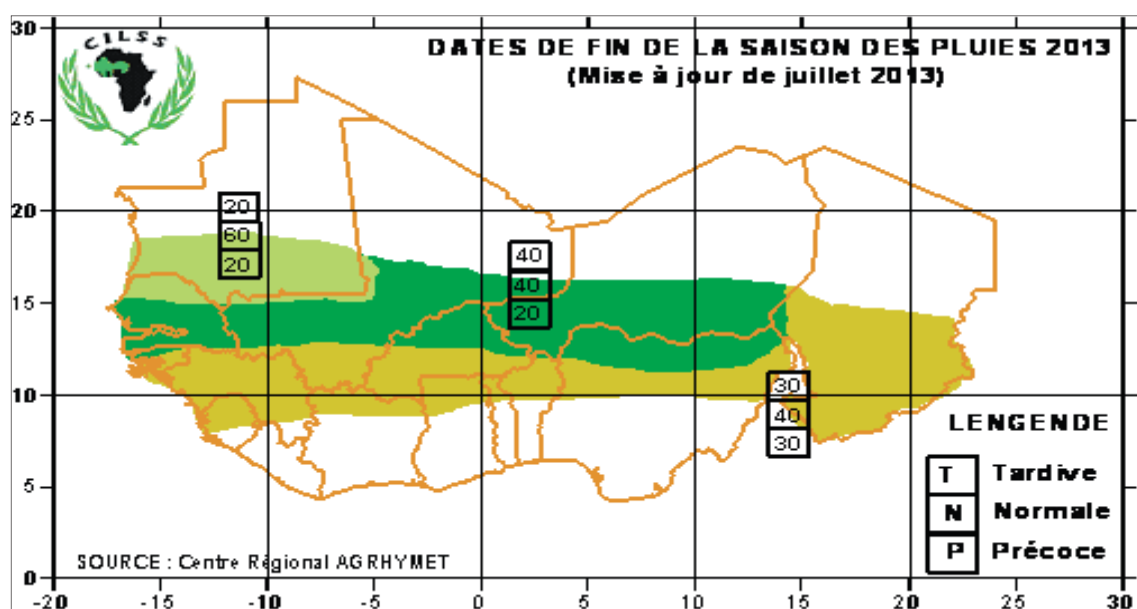 CILSS
DATES DE FIN DE LA SAISON DES PLUIES 2013
(Mise à jour de juillet 2013)
30
25
20
15
10
5
0
20
60
20
40
40
20
30
40
30
LENGENDE
T Tardive
N Normale
P Précoce
SOURCE : Centre Régional AGRHYMET
-20 -15 -10 -5 0 5 10 15 20 25 30